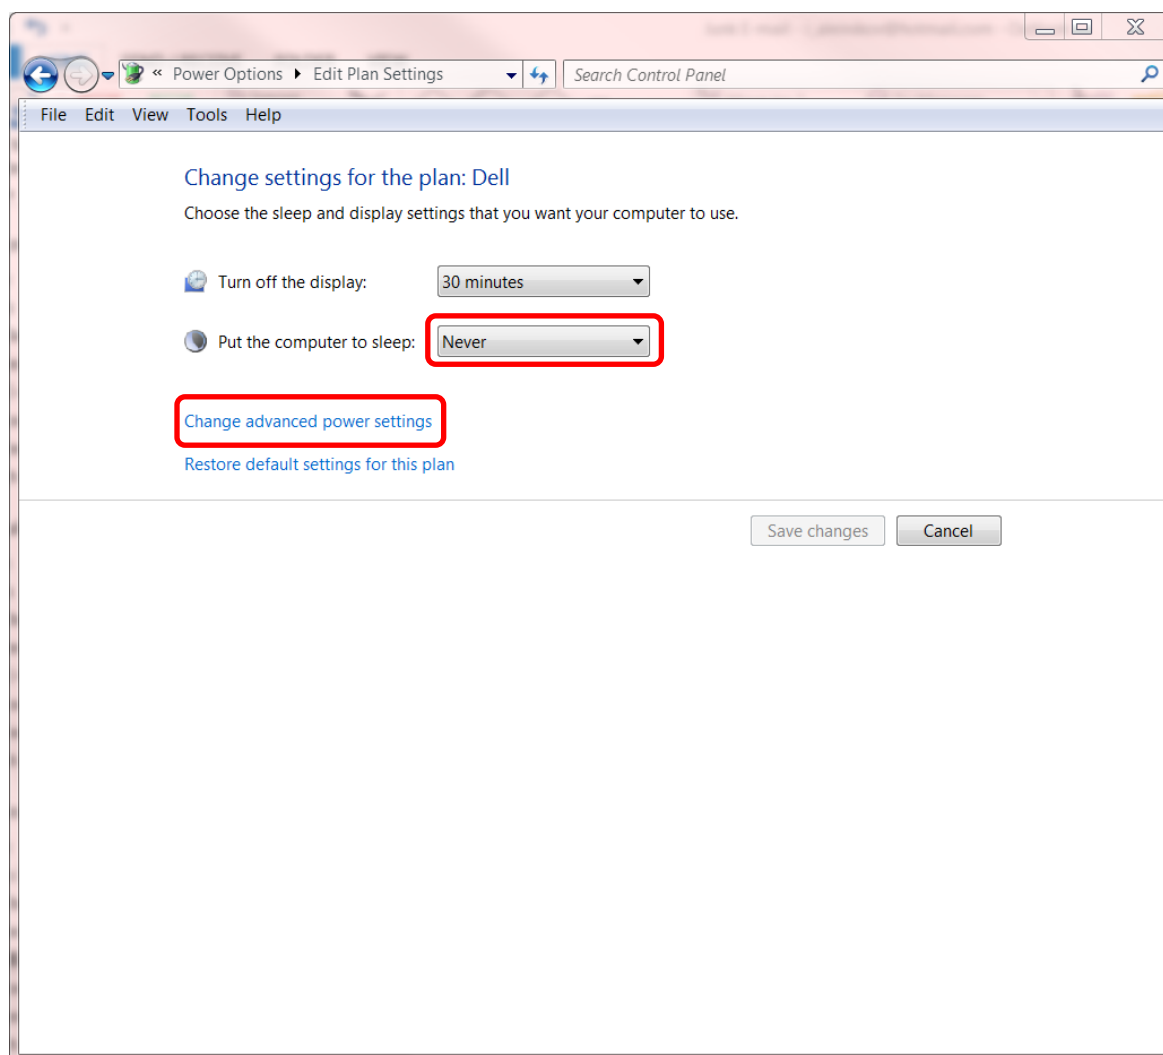 « Power Options Edit Plan Settings Search Control Panel
File Edit View Tools Help
Change settings for the plan: Dell
Choose the sleep and display settings that you want your computer to use.
Turn off the display: 30 minutes
Put the computer to sleep: Never
Change advanced power settings
Restore default settings for this plan
Save changes Cancel